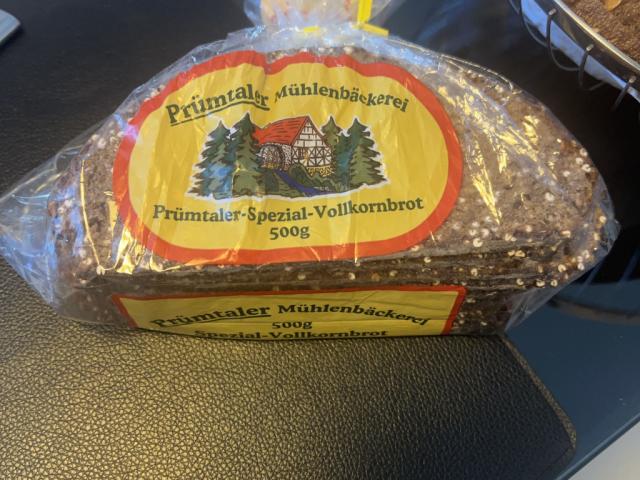 Prümtaler Mühlenbäckerei
Prümtaler-Spezial-Vollkornbrot
500g
Prümtaler Mühlenbäckerei
500g
Spezial-Vollkornbrot